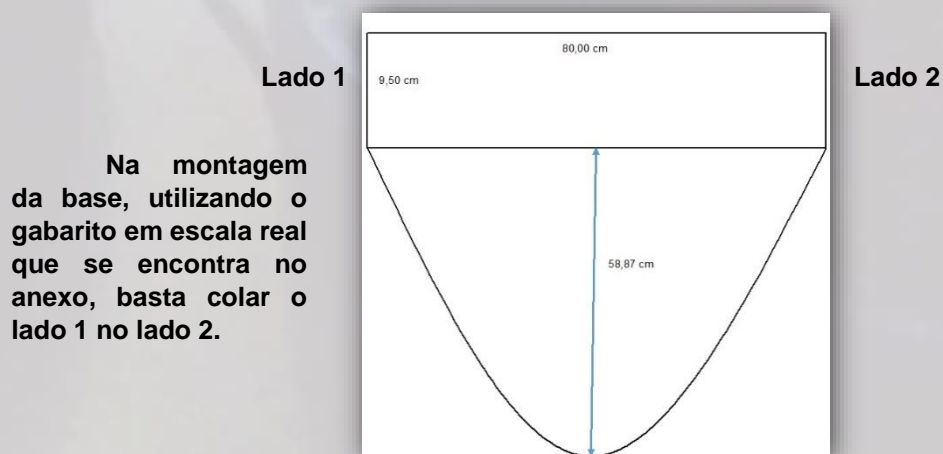 80,00 cm
Lado 1
9,50 cm
Lado 2
Na montagem
da base, utilizando o
gabarito em escala real
que se encontra no
anexo, basta colar o
lado 1 no lado 2.
58,87 cm